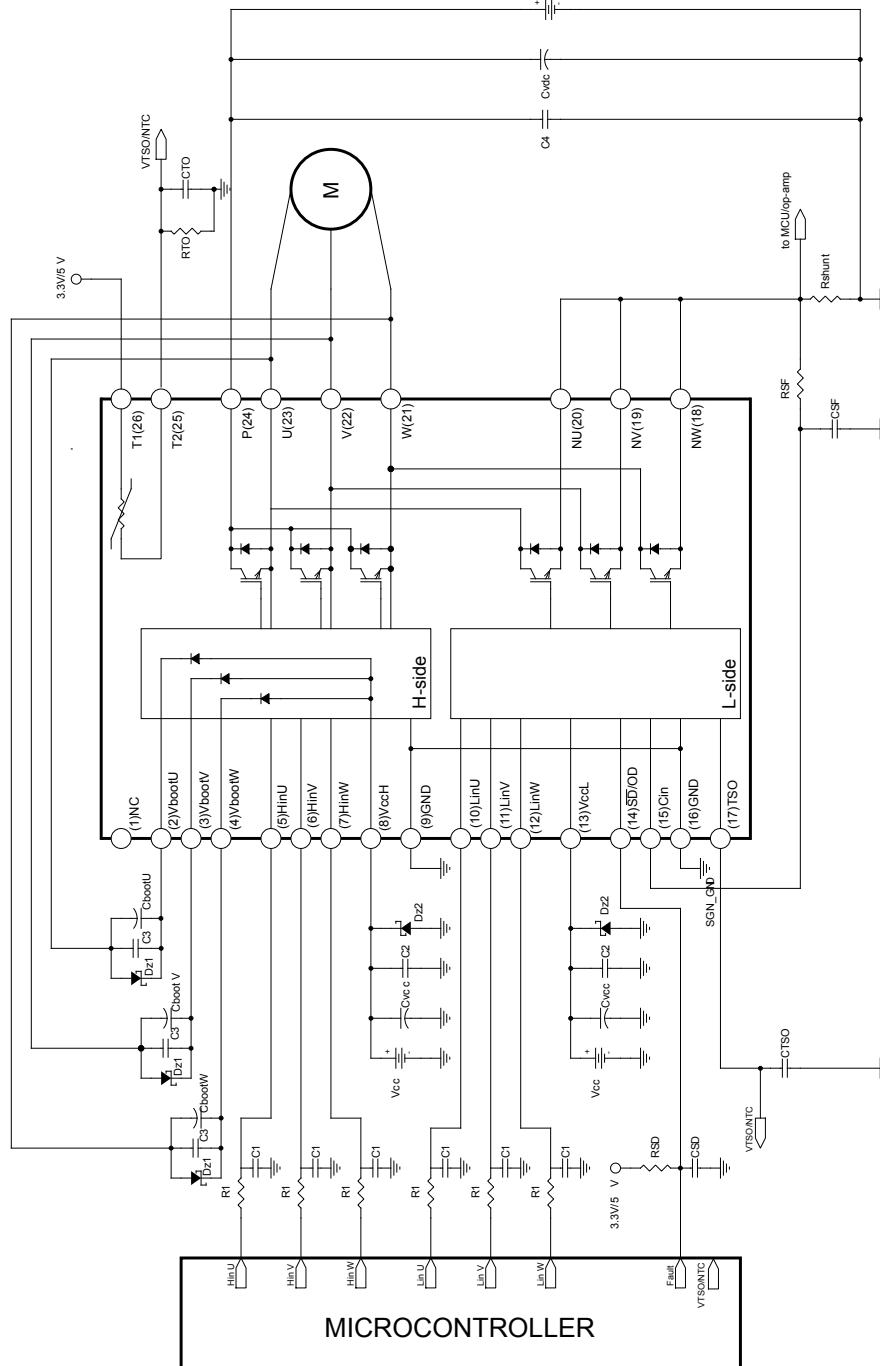 MICROCONTROLLER
Hin U
Hin V
Hin W
Lin U
Lin V
Lin W
Fault
VTSO/NTC
R1
R1
R1
R1
R1
R1
C1
C1
C1
C1
C1
C1
3.3V/5 V
RSD
CSD
VTSO/NTC
CTSO
Dz1
C3
CbootW
Dz1
C3
Cboot V
Dz1
C3
CbootU
Vcc
Cvcc
C2
Dz2
Vcc
Cvcc
C2
Dz2
SGN_GND
(1)NC
(2)VbootU
(3)VbootV
(4)VbootW
(5)HinU
(6)HinV
(7)HinW
(8)VccH
(9)GND
(10)LinU
(11)LinV
(12)LinW
(13)VccL
(14)SD/OD
(15)Cin
(16)GND
(17)TSO
H-side
L-side
T1(26)
T2(25)
P(24)
U(23)
V(22)
W(21)
NU(20)
NV(19)
NW(18)
3.3V/5 V
RTO
CTO
VTSO/NTC
M
CSF
RSF
Rshunt
to MCU/op-amp
C4
Cvdc
+
-